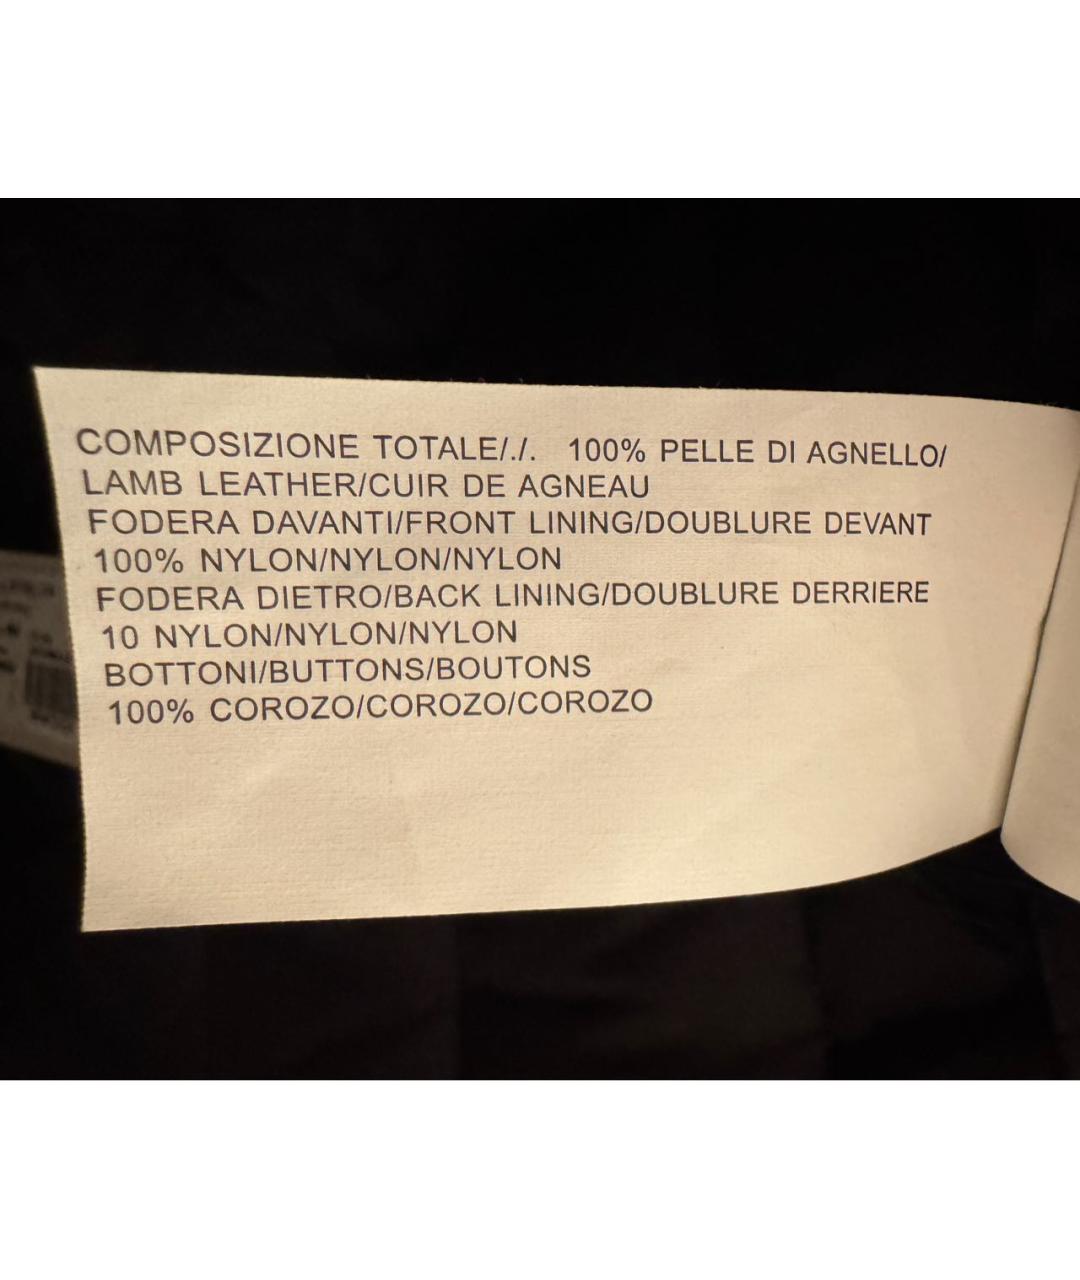 COMPOSIZIONE TOTALE/./. 100% PELLE DI AGNELLO/
LAMB LEATHER/CUIR DE AGNEAU
FODERA DAVANTI/FRONT LINING/DOUBLURE DEVANT
100% NYLON/NYLON/NYLON
FODERA DIETRO/BACK LINING/DOUBLURE DERRIERE
10 NYLON/NYLON/NYLON
BOTTONI/BUTTONS/BOUTONS
100% COROZO/COROZO/COROZO